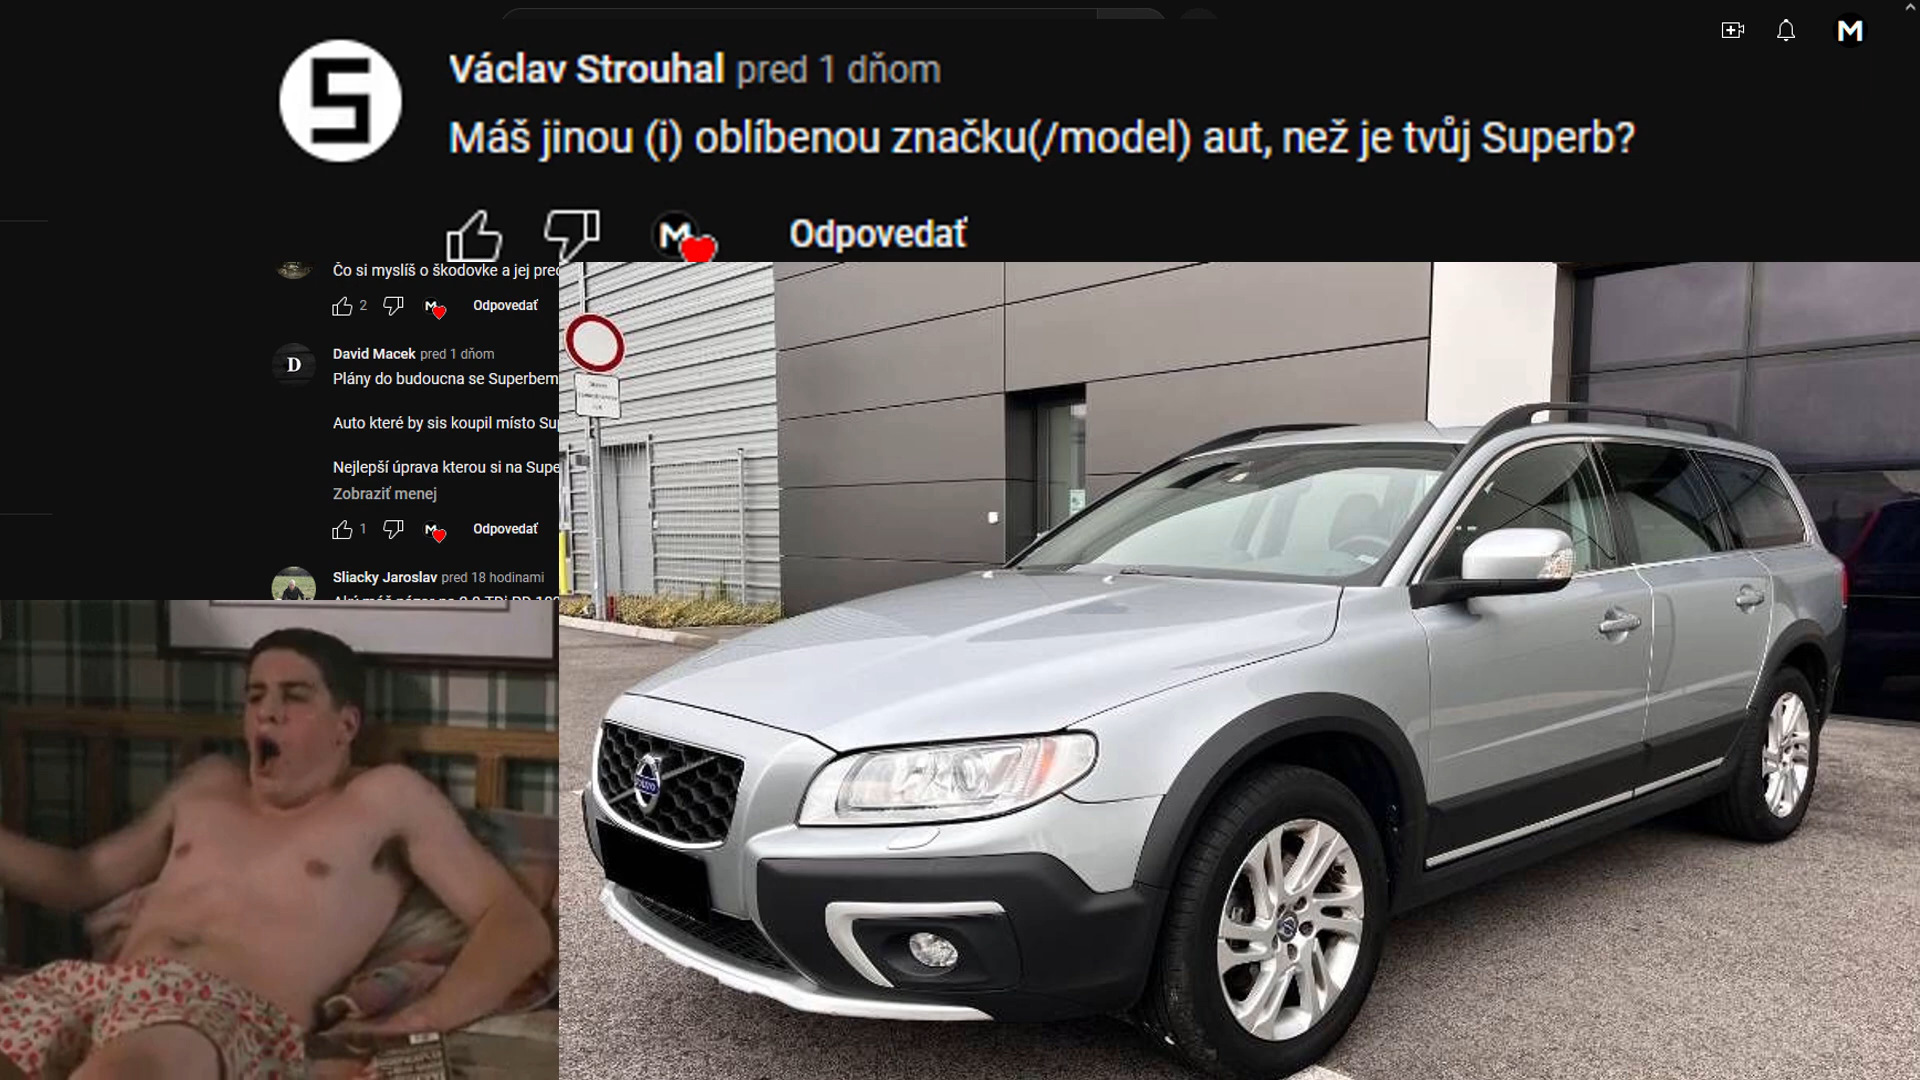 Václav Strouhal pred 1 dňom
Máš jinou (i) oblíbenou značku(/model) aut, než je tvůj Superb?
Odpovedať
Čo si myslíš o škodovke a jej
2
Odpovedať
David Macek pred 1 dňom
Plány do budoucna se Superbem
Auto které by sis koupil místo
Nejlepší úprava kterou si na
Zobraziť menej
1
Odpovedať
Sliacky Jaroslav pred 18 hodinami
VOLVO